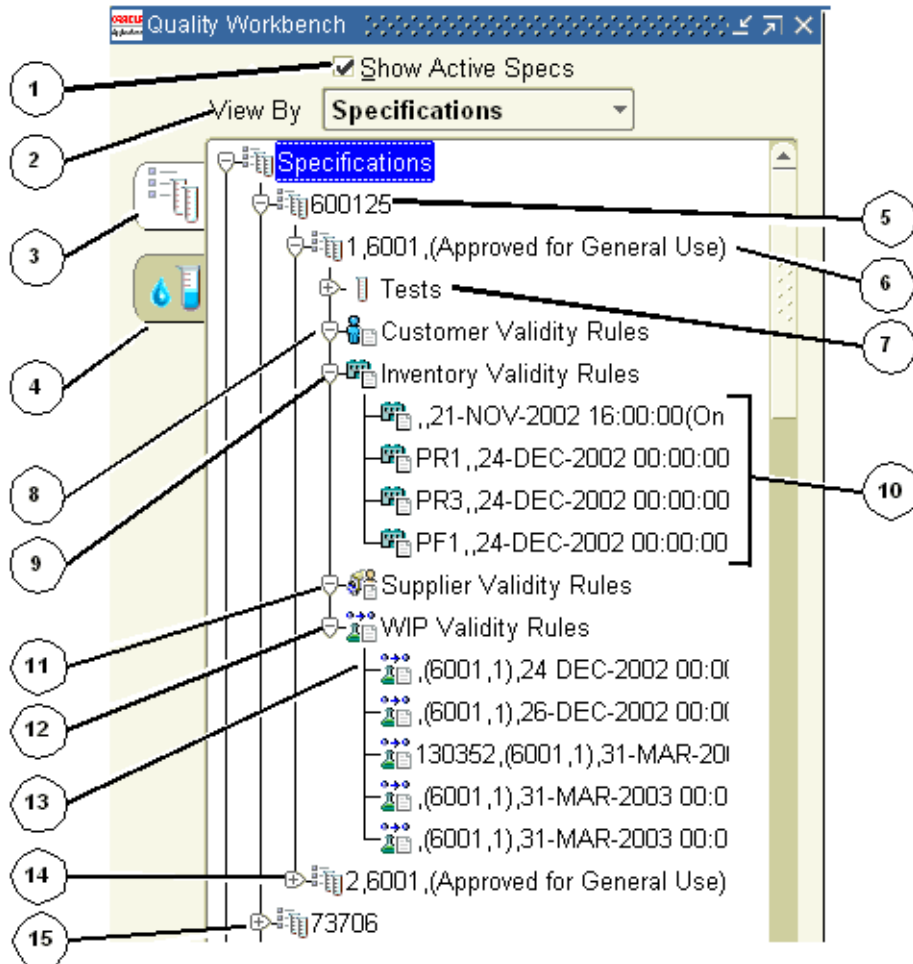 ORACLE
Applications
Quality Workbench
Show Active Specs
View By Specifications
Specifications
600125
1,6001,(Approved for General Use)
Tests
Customer Validity Rules
Inventory Validity Rules
,,21-NOV-2002 16:00:00(On
PR1,,24-DEC-2002 00:00:00
PR3,,24-DEC-2002 00:00:00
PF1,,24-DEC-2002 00:00:00
Supplier Validity Rules
WIP Validity Rules
,(6001,1),24 DEC-2002 00:0(
,(6001,1),26-DEC-2002 00:0(
130352,(6001,1),31-MAR-20
,(6001,1),31-MAR-2003 00:0
,(6001,1),31-MAR-2003 00:0
2,6001,(Approved for General Use)
73706
1
2
3
4
5
6
7
8
9
10
11
12
13
14
15